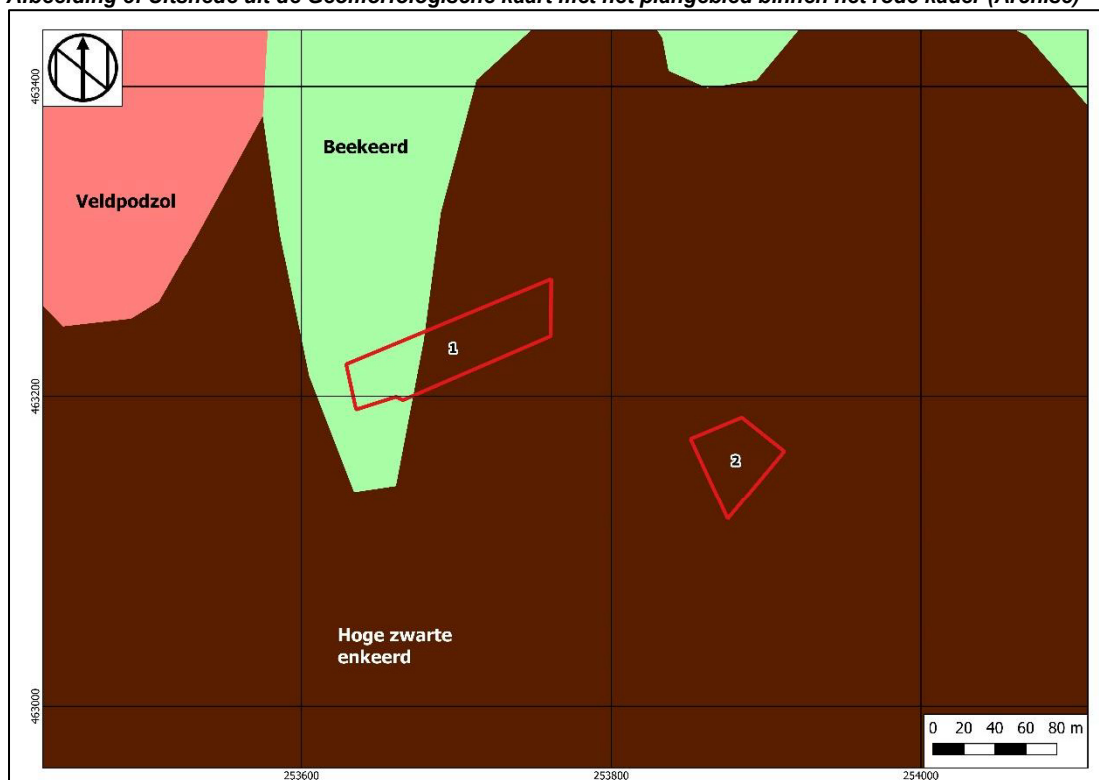 Afbeelding 5: Uitsnede uit de Geomorfologische kaart met het plangebied binnen het rode kader (Archis3)
463400
Beekeerd
Veldpodzol
1
463200
2
Hoge zwarte
enkeerd
463000
0 20 40 60 80 m
253600 253800 254000